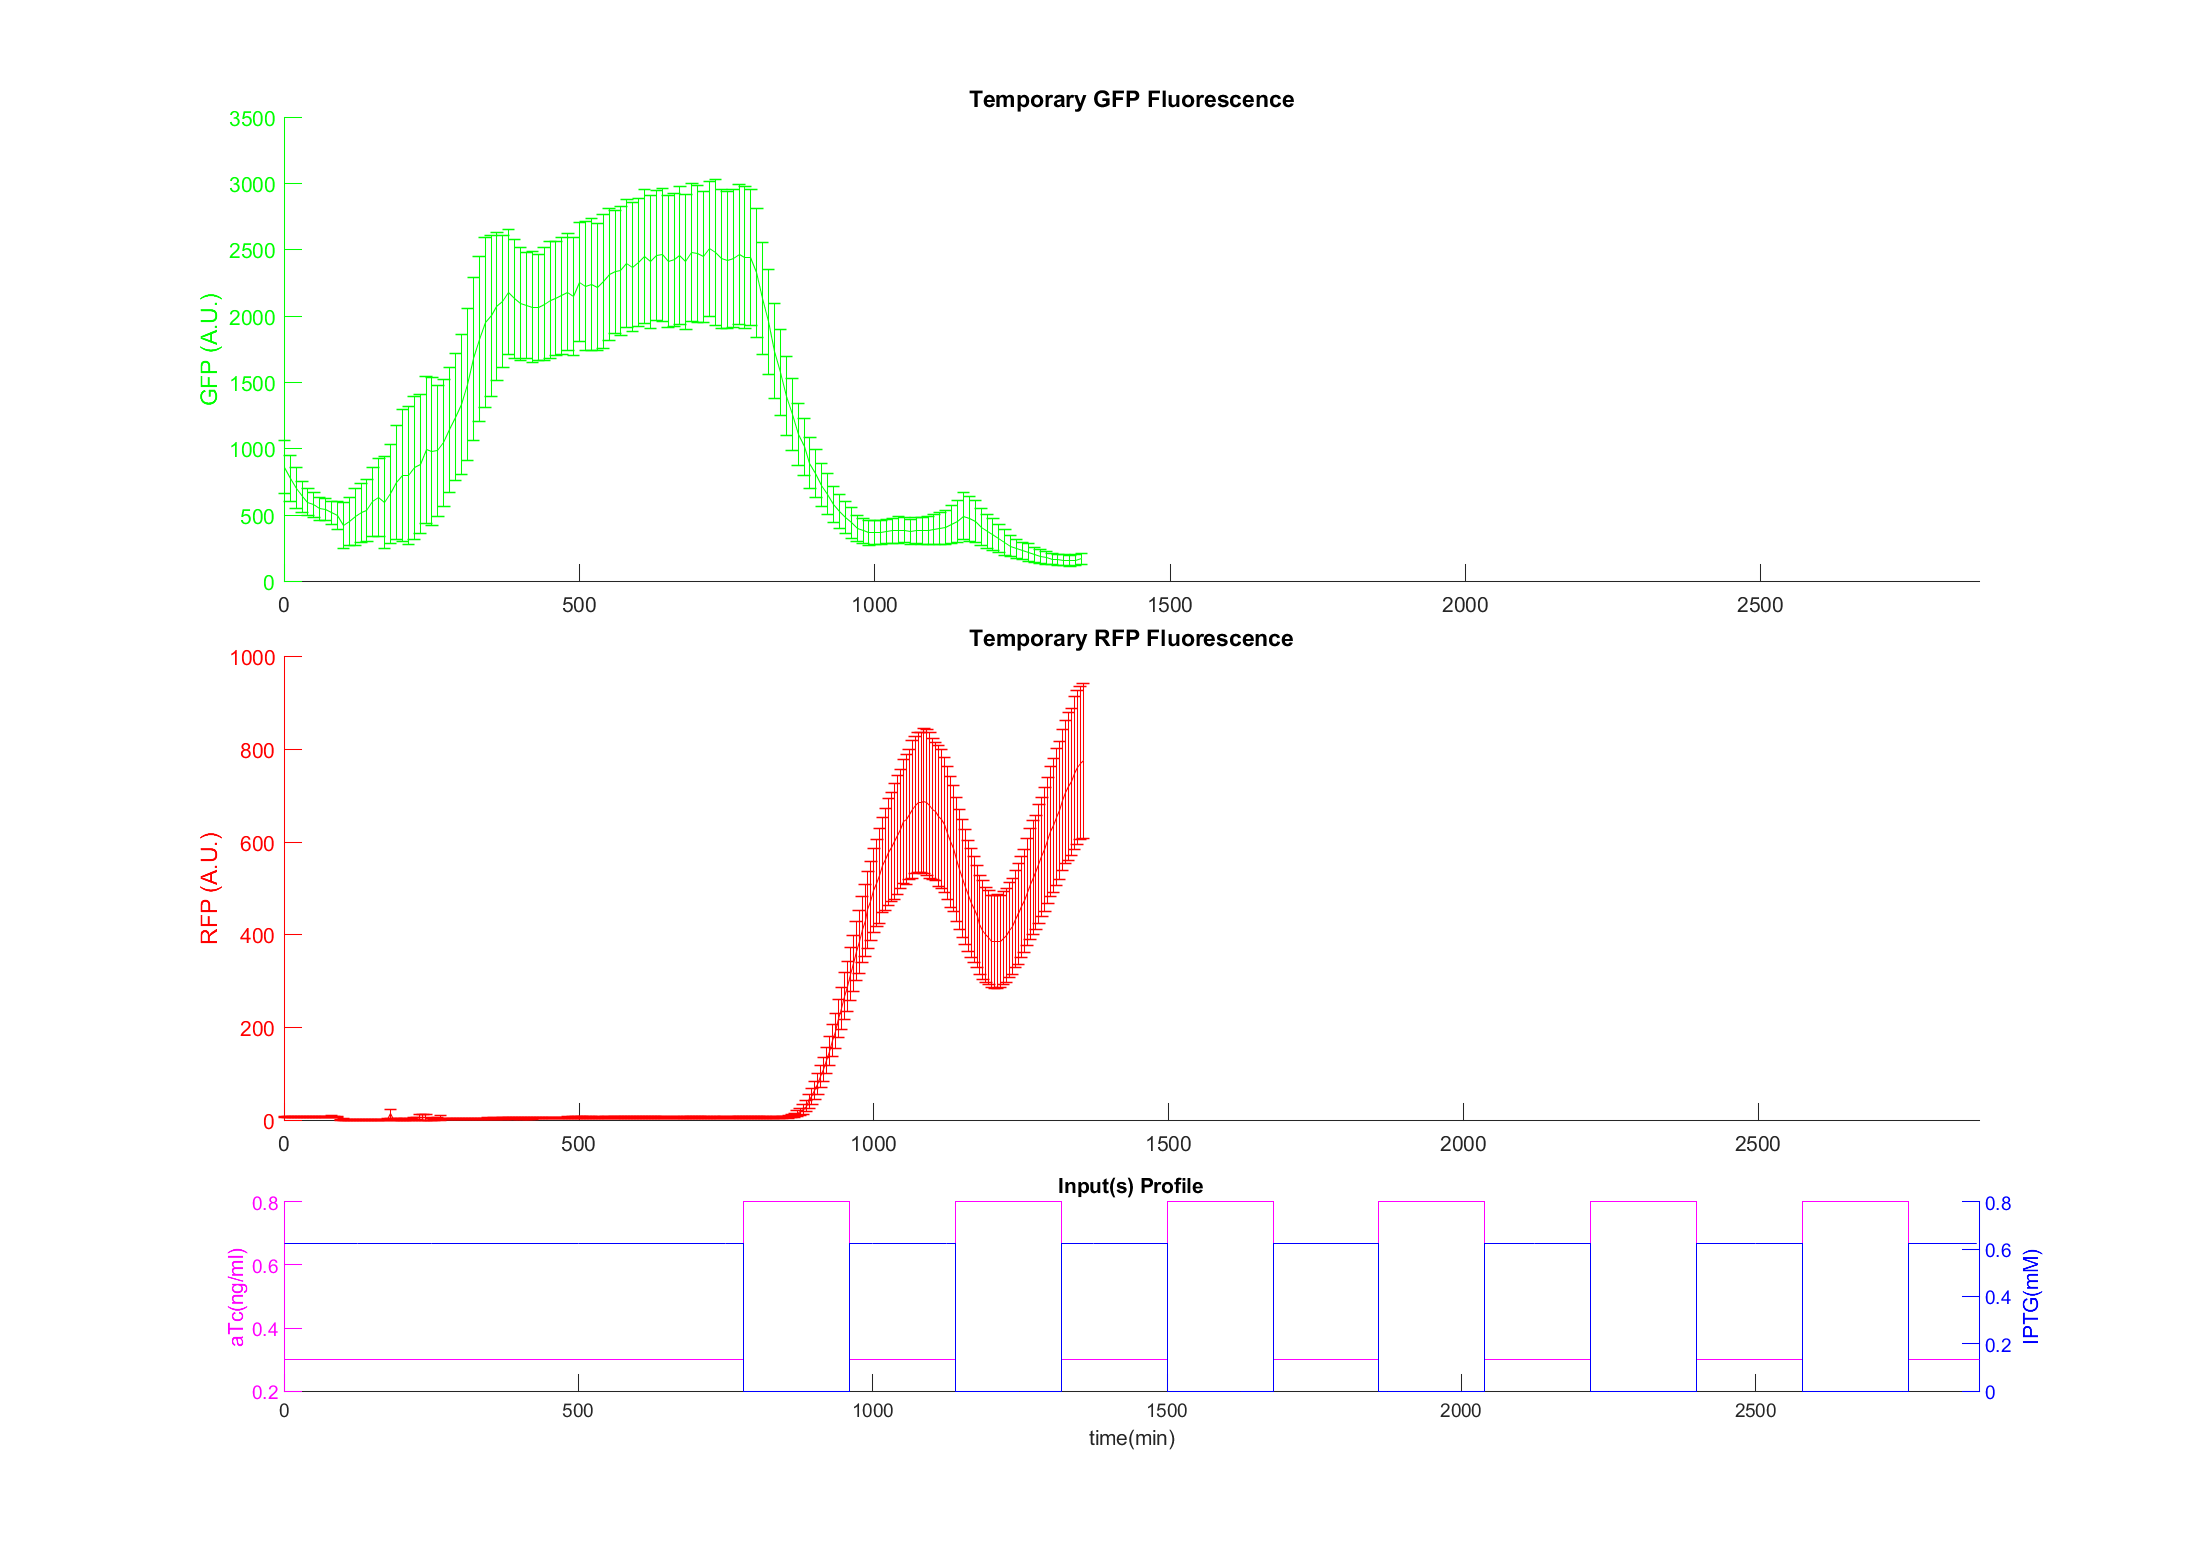 Temporary GFP Fluorescence
3500
3000
2500
2000
1500
1000
500
0
GFP (A.U.)
0 500 1000 1500 2000 2500
Temporary RFP Fluorescence
1000
800
600
400
200
0
RFP (A.U.)
0 500 1000 1500 2000 2500
Input(s) Profile
0.8
0.6
0.4
0.2
aTc(ng/ml)
0.8
0.6
0.4
0.2
0
IPTG(mM)
0 500 1000 1500 2000 2500
time(min)